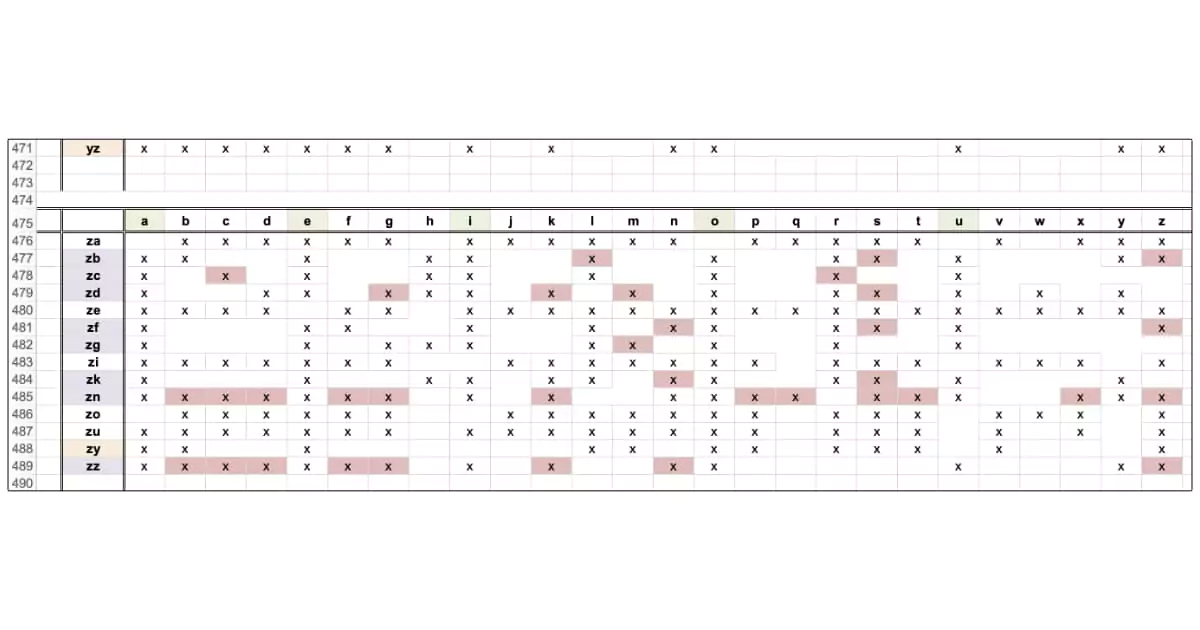 471 yz x x x x x x x x x x x x x x
472
473
474
475 a b c d e f g h i j k l m n o p q r s t u v w x y z
476 za x x x x x x x x x x x x x x x x x x x x x
477 zb x x x x x x x x x x x x
478 zc x x x x x x x x x
479 zd x x x x x x x x x x x x x x
480 ze x x x x x x x x x x x x x x x x x x x x x x x x
481 zf x x x x x x x x x x x
482 zg x x x x x x x x x x
483 zi x x x x x x x x x x x x x x x x x x x x x x
484 zk x x x x x x x x x x x x
485 zn x x x x x x x x x x x x x x x x x x x x
486 zo x x x x x x x x x x x x x x x x x x x x
487 zu x x x x x x x x x x x x x x x x x x x x x x
488 zy x x x x x x x x x x x x
489 zz x x x x x x x x x x x x x x
490